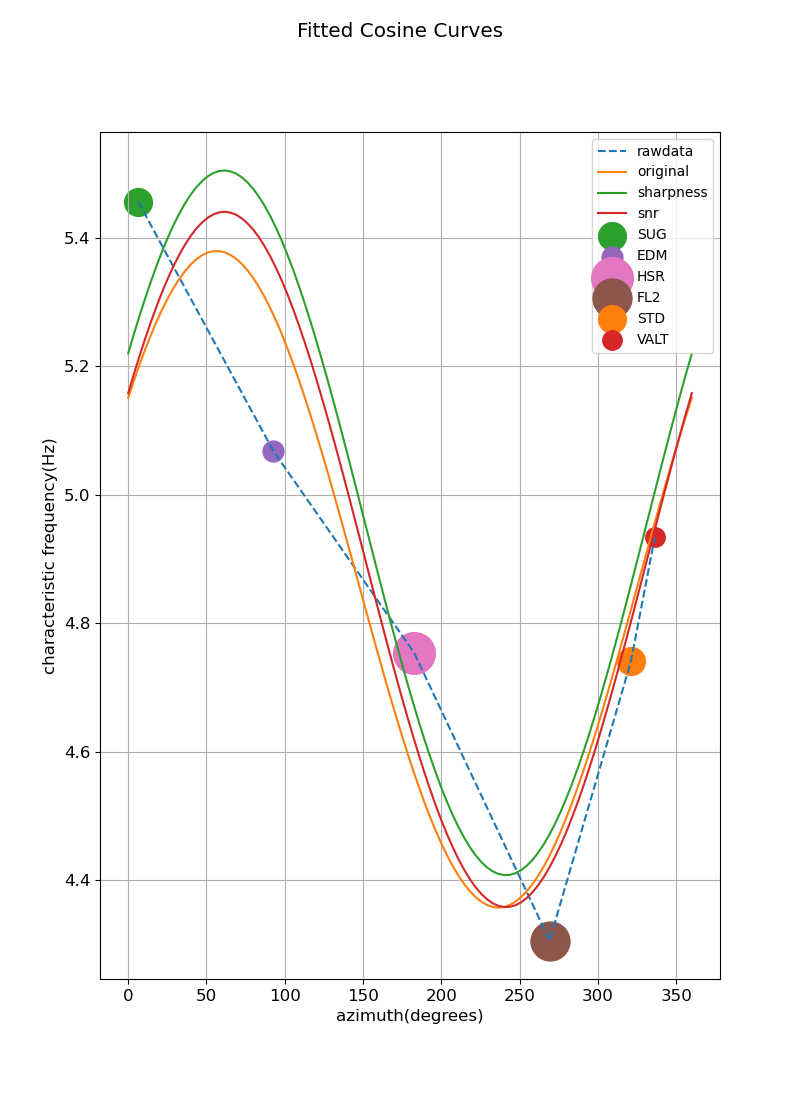 Fitted Cosine Curves
rawdata
original
sharpness
snr
SUG
EDM
HSR
FL2
STD
VALT
5.4
5.2
5.0
4.8
4.6
4.4
characteristic frequency(Hz)
0 50 100 150 200 250 300 350
azimuth(degrees)